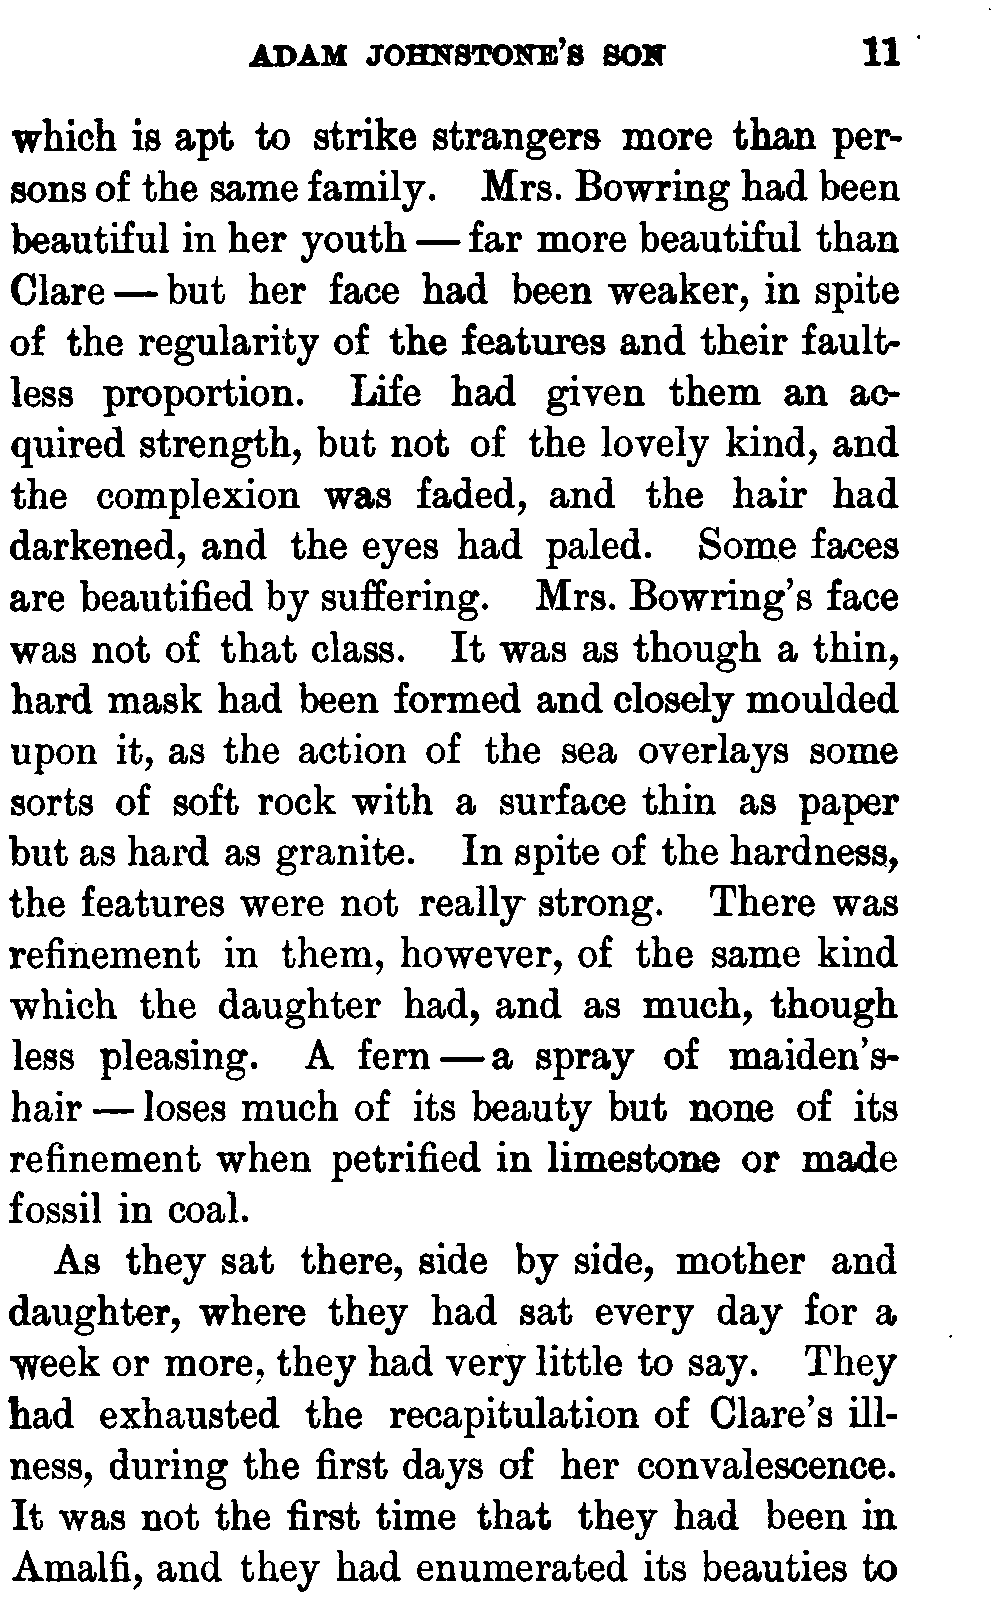 ADAM JOHNSTONE'S SON 11
which is apt to strike strangers more than per-
sons of the same family. Mrs. Bowring had been
beautiful in her youth — far more beautiful than
Clare — but her face had been weaker, in spite
of the regularity of the features and their fault-
less proportion. Life had given them an ac-
quired strength, but not of the lovely kind, and
the complexion was faded, and the hair had
darkened, and the eyes had paled. Some faces
are beautified by suffering. Mrs. Bowring's face
was not of that class. It was as though a thin,
hard mask had been formed and closely moulded
upon it, as the action of the sea overlays some
sorts of soft rock with a surface thin as paper
but as hard as granite. In spite of the hardness,
the features were not really strong. There was
refinement in them, however, of the same kind
which the daughter had, and as much, though
less pleasing. A fern — a spray of maiden's-
hair — loses much of its beauty but none of its
refinement when petrified in limestone or made
fossil in coal.
As they sat there, side by side, mother and
daughter, where they had sat every day for a
week or more, they had very little to say. They
had exhausted the recapitulation of Clare's ill-
ness, during the first days of her convalescence.
It was not the first time that they had been in
Amalfi, and they had enumerated its beauties to